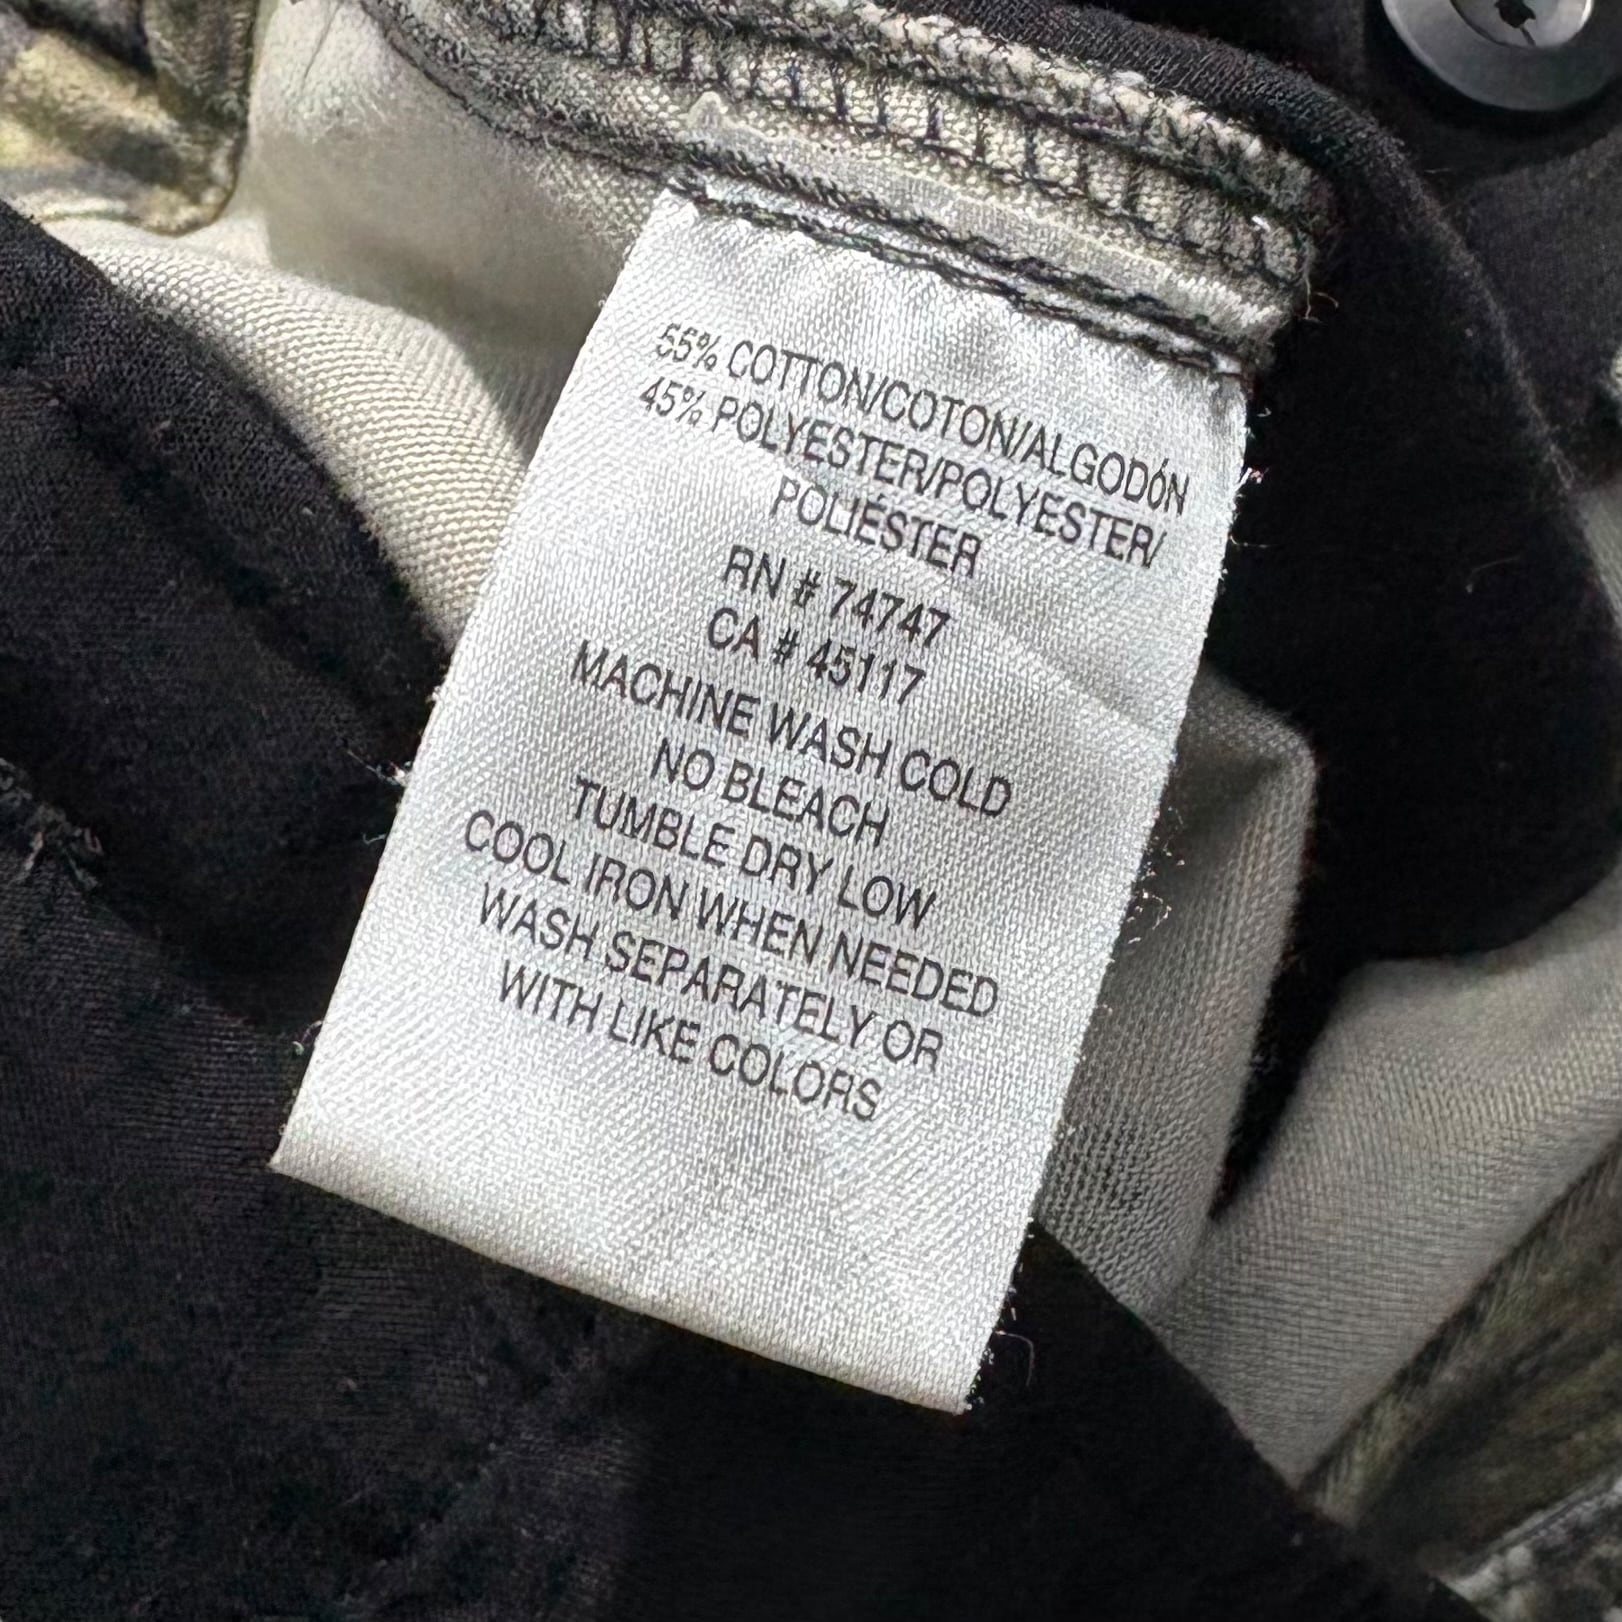 55% COTTON/COTON/ALGODÓN
45% POLYESTER/POLYESTER/
POLIÉSTER
RN # 74747
CA # 45117
MACHINE WASH COLD
NO BLEACH
TUMBLE DRY LOW
COOL IRON WHEN NEEDED
WASH SEPARATELY OR
WITH LIKE COLORS